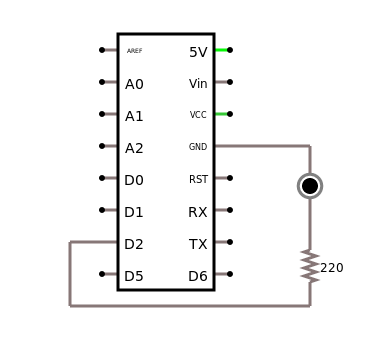 AREF 5V
A0 Vin
A1 VCC
A2 GND
D0 RST
D1 RX
D2 TX
D5 D6
220